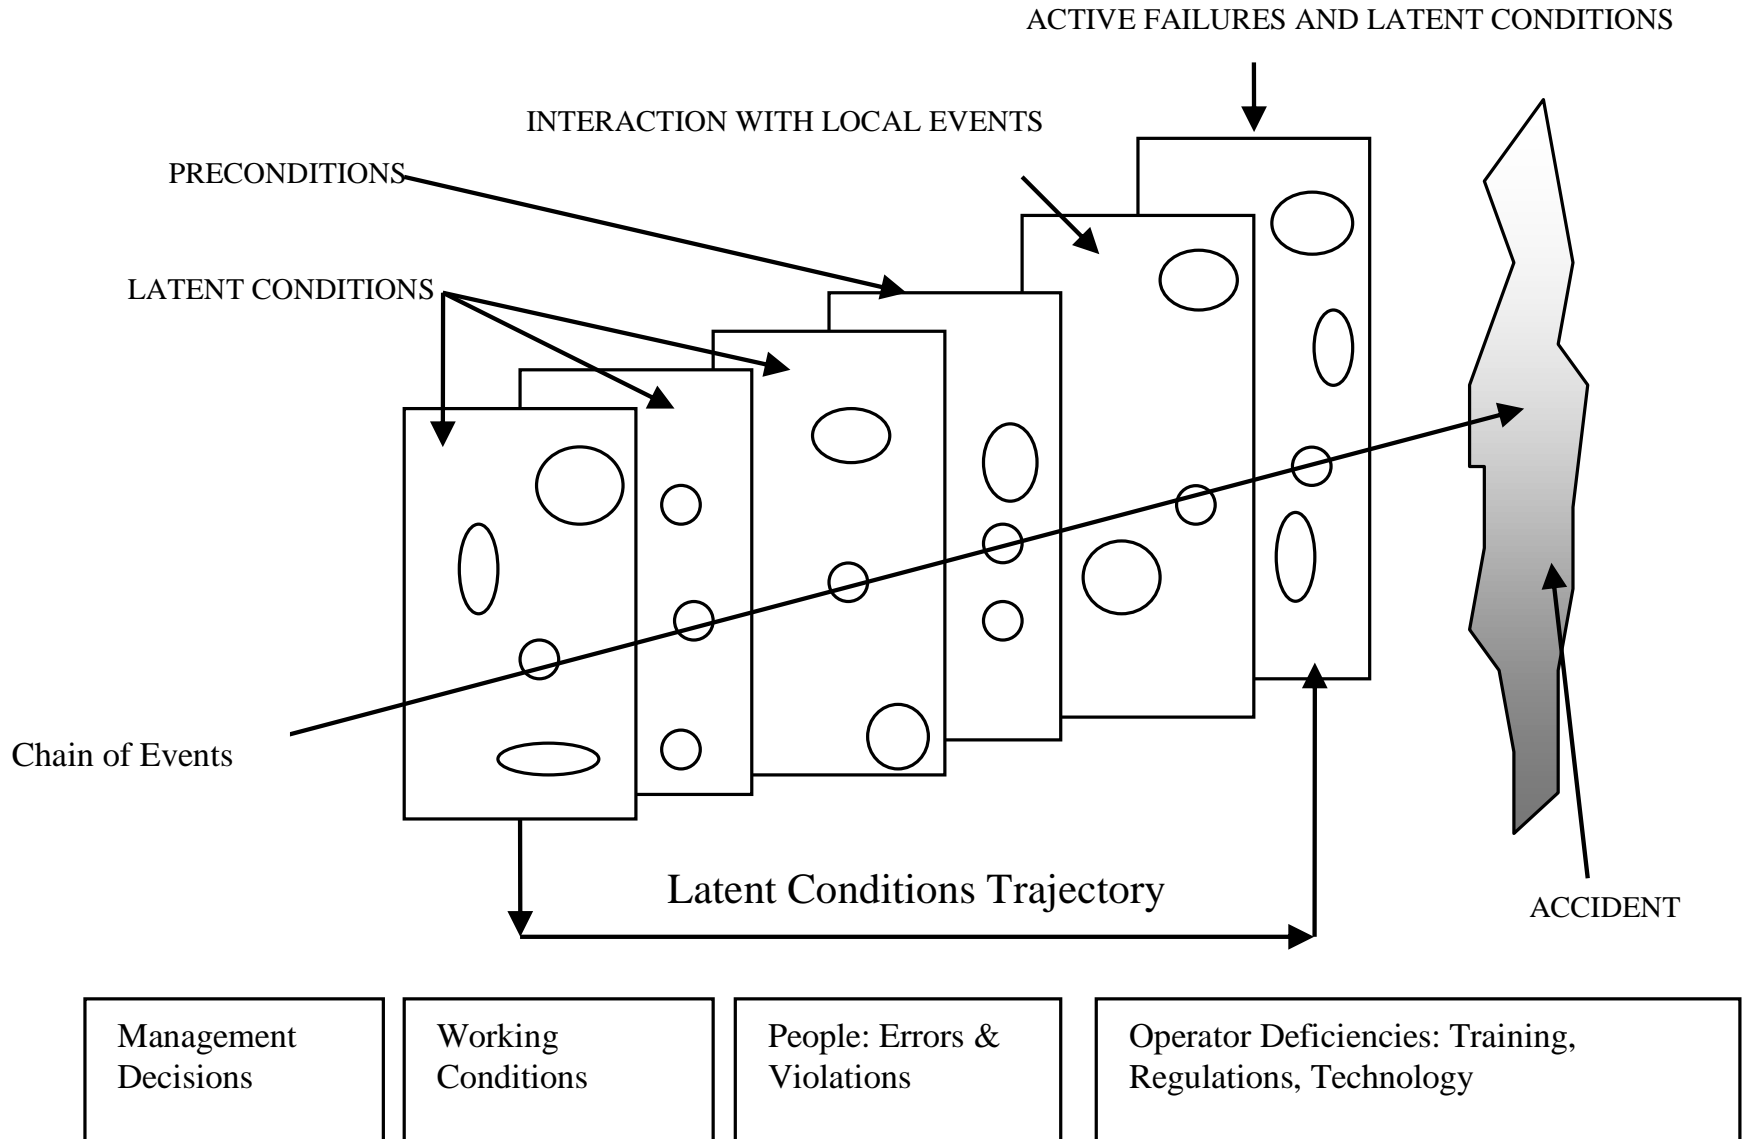 ACTIVE FAILURES AND LATENT CONDITIONS
INTERACTION WITH LOCAL EVENTS
PRECONDITIONS
LATENT CONDITIONS
Chain of Events
Latent Conditions Trajectory
ACCIDENT
Management
Decisions
Working
Conditions
People: Errors &
Violations
Operator Deficiencies: Training,
Regulations, Technology